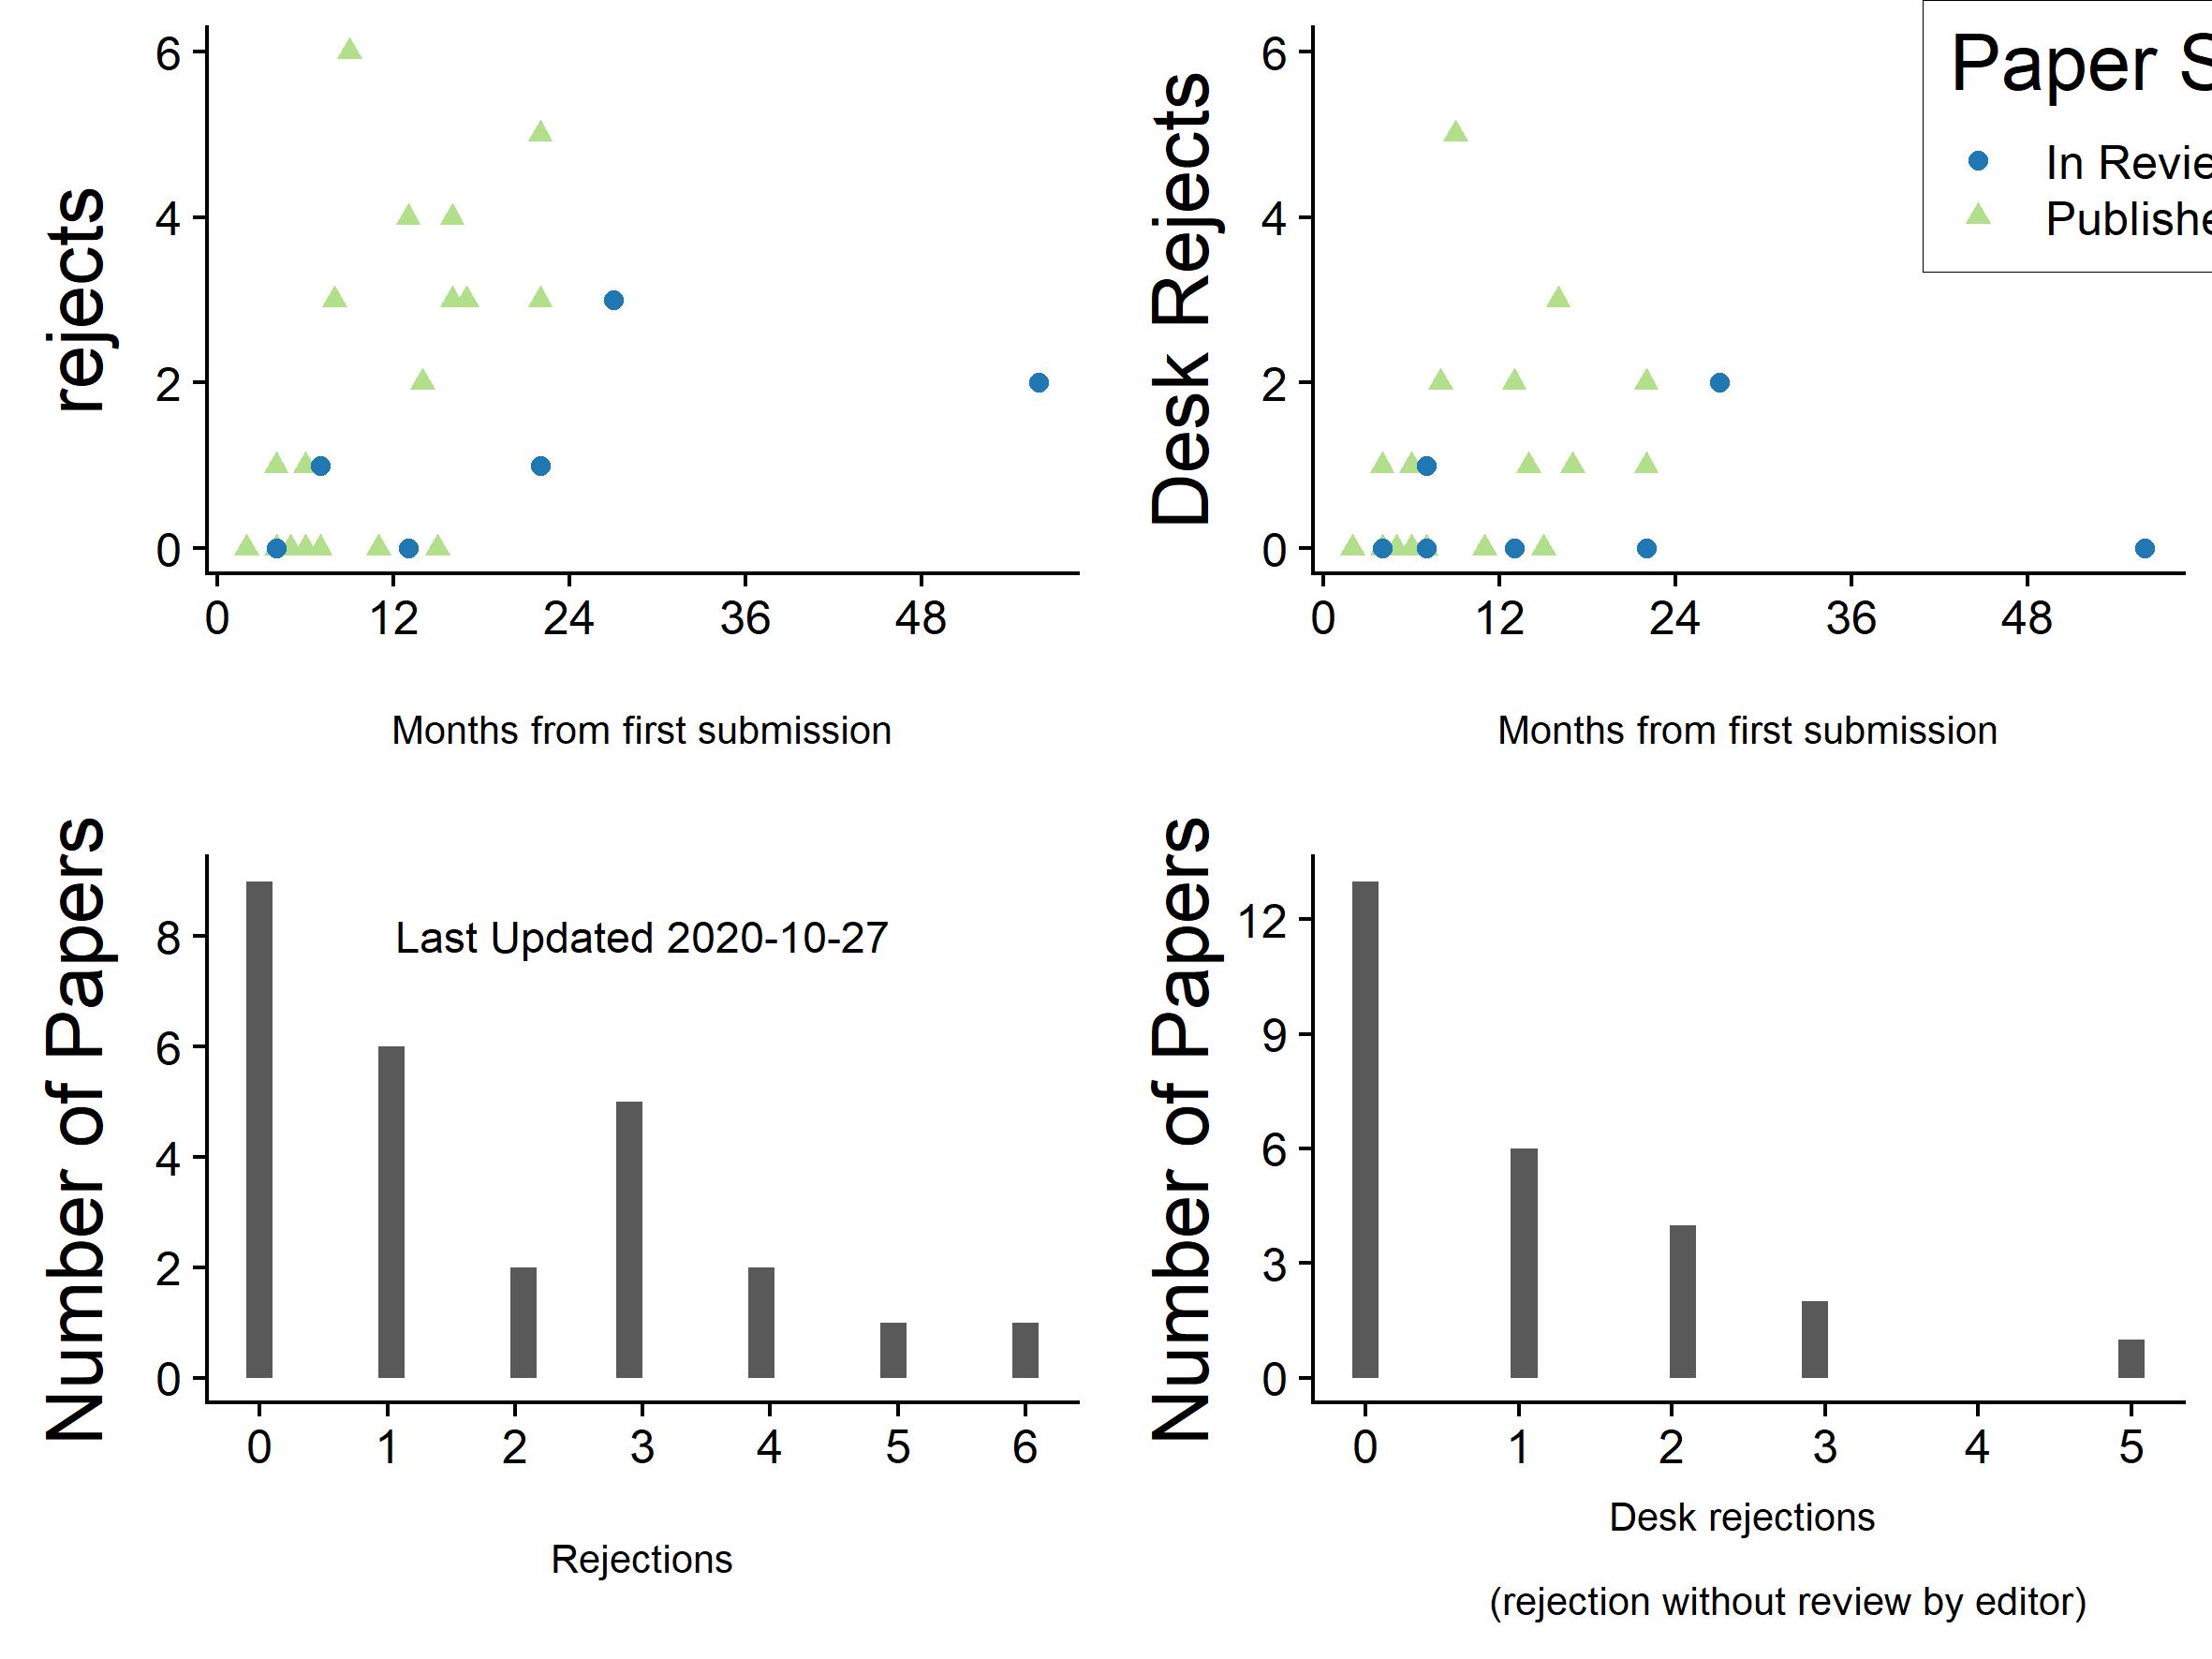 rejects
6
4
2
0
0 12 24 36 48
Months from first submission
Desk Rejects
6
4
2
0
0 12 24 36 48
Months from first submission
Paper S
In Revie
Publishe
Number of Papers
8
6
4
2
0
Last Updated 2020-10-27
0 1 2 3 4 5 6
Rejections
Number of Papers
12
9
6
3
0
0 1 2 3 4 5
Desk rejections
(rejection without review by editor)